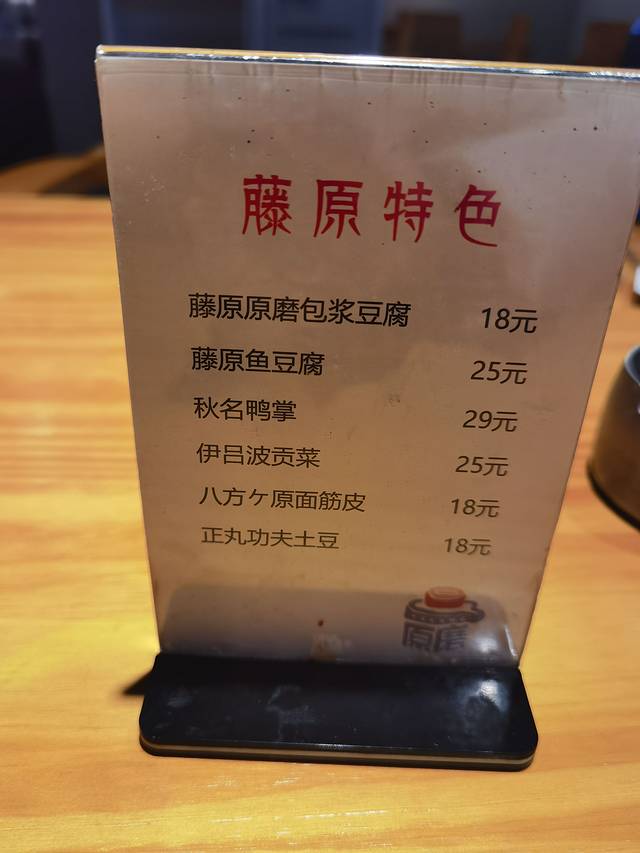 藤原特色
藤原原磨包浆豆腐 18元
藤原鱼豆腐 25元
秋名鸭掌 29元
伊吕波贡菜 25元
八方ケ原面筋皮 18元
正丸功夫土豆 18元
原磨